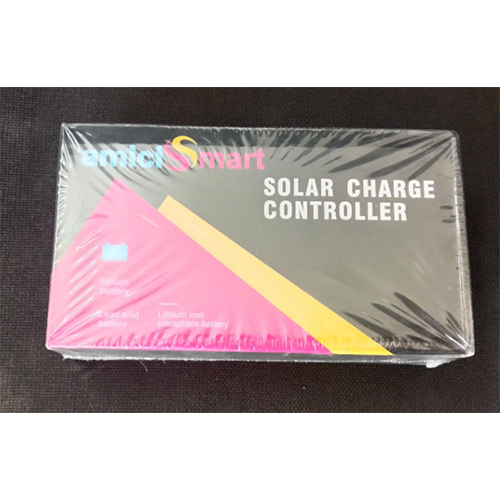 amiciSmart
SOLAR CHARGE
CONTROLLER
Lithium
battery
Lead acid
battery
Lithium iron
phosphate battery